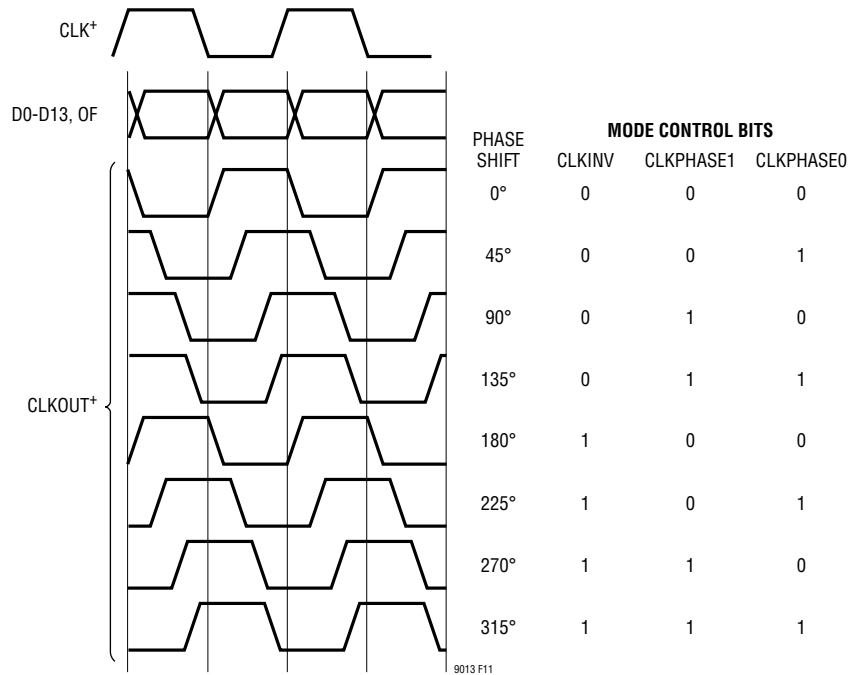 CLK+
D0-D13, OF
CLKOUT+
PHASE SHIFT
MODE CONTROL BITS
CLKINV CLKPHASE1 CLKPHASE0
0° 0 0 0
45° 0 0 1
90° 0 1 0
135° 0 1 1
180° 1 0 0
225° 1 0 1
270° 1 1 0
315° 1 1 1
9013 F11